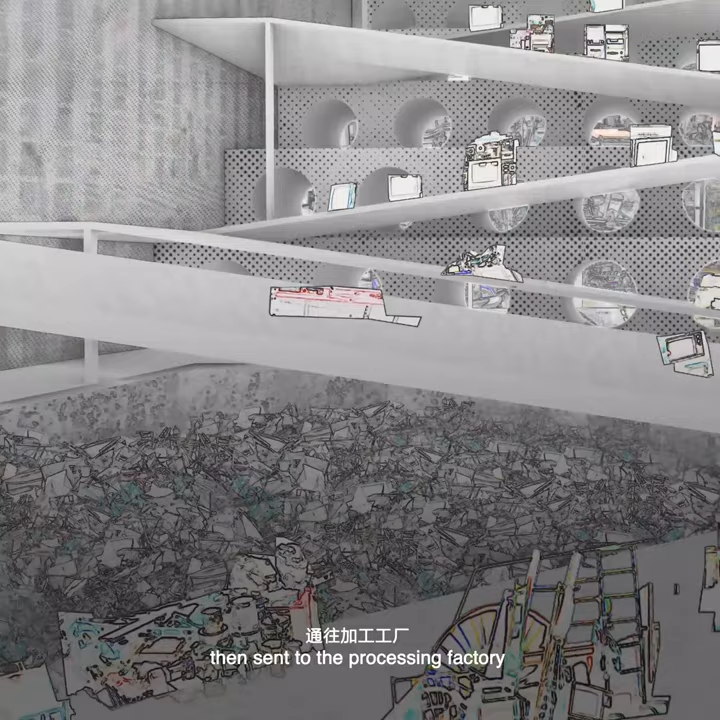 通往加工工厂
then sent to the processing factory